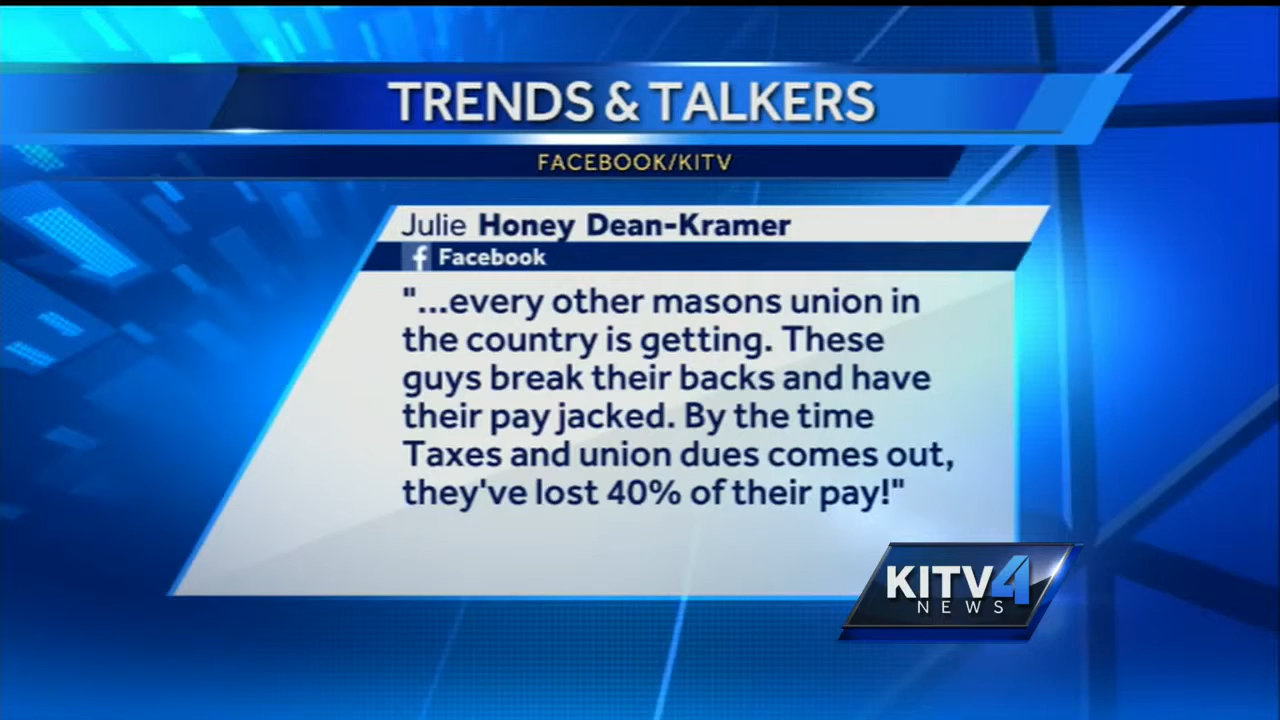 TRENDS & TALKERS
FACEBOOK/KITV
Julie Honey Dean-Kramer
f Facebook
"...every other masons union in
the country is getting. These
guys break their backs and have
their pay jacked. By the time
Taxes and union dues comes out,
they've lost 40% of their pay!"
KITV4
NEWS